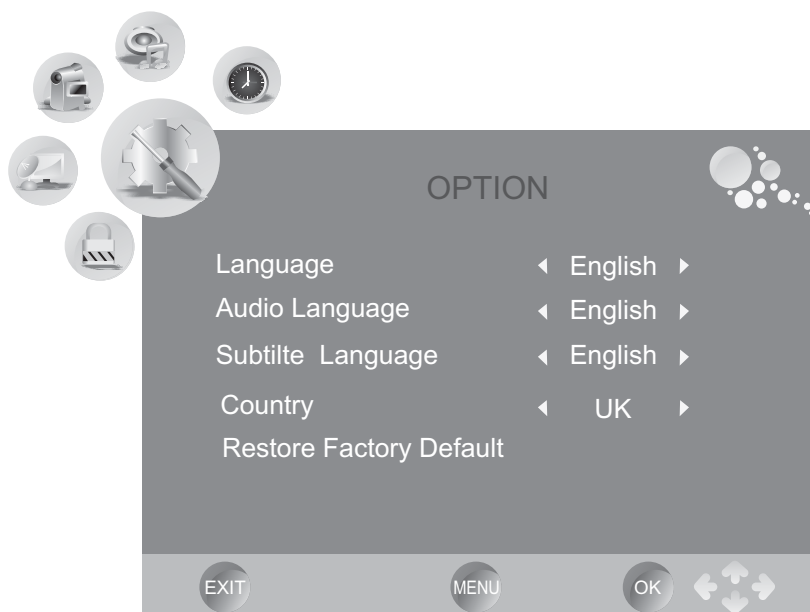 OPTION
Language English
Audio Language English
Subtilte Language English
Country UK
Restore Factory Default
EXIT MENU OK